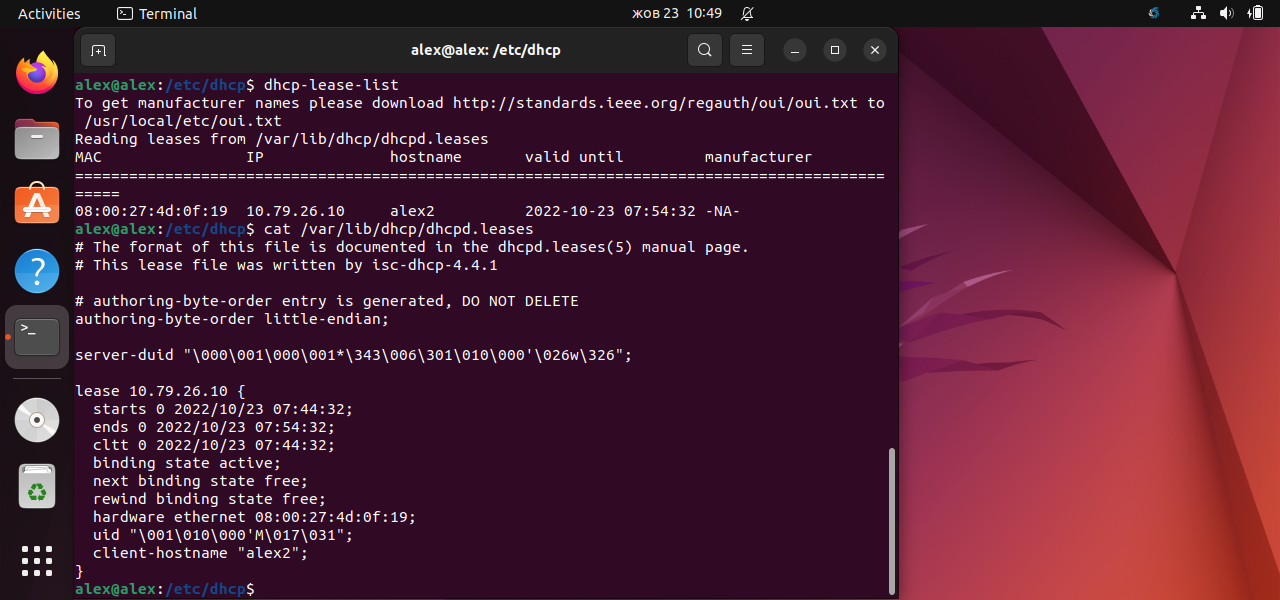 Activities
Terminal
жов 23 10:49
alex@alex: /etc/dhcp
alex@alex:/etc/dhcp$ dhcp-lease-list
To get manufacturer names please download http://standards.ieee.org/regauth/oui/oui.txt to
 /usr/local/etc/oui.txt
Reading leases from /var/lib/dhcp/dhcpd.leases
MAC                IP              hostname       valid until         manufacturer
==========================================================================================
=====
08:00:27:4d:0f:19  10.79.26.10     alex2          2022-10-23 07:54:32 -NA-
alex@alex:/etc/dhcp$ cat /var/lib/dhcp/dhcpd.leases
# The format of this file is documented in the dhcpd.leases(5) manual page.
# This lease file was written by isc-dhcp-4.4.1
# authoring-byte-order entry is generated, DO NOT DELETE
authoring-byte-order little-endian;
server-duid "\000\001\000\001*\343\006\301\010\000'\026w\326";
lease 10.79.26.10 {
  starts 0 2022/10/23 07:44:32;
  ends 0 2022/10/23 07:54:32;
  cltt 0 2022/10/23 07:44:32;
  binding state active;
  next binding state free;
  rewind binding state free;
  hardware ethernet 08:00:27:4d:0f:19;
  uid "\001\010\000'M\017\031";
  client-hostname "alex2";
}
alex@alex:/etc/dhcp$